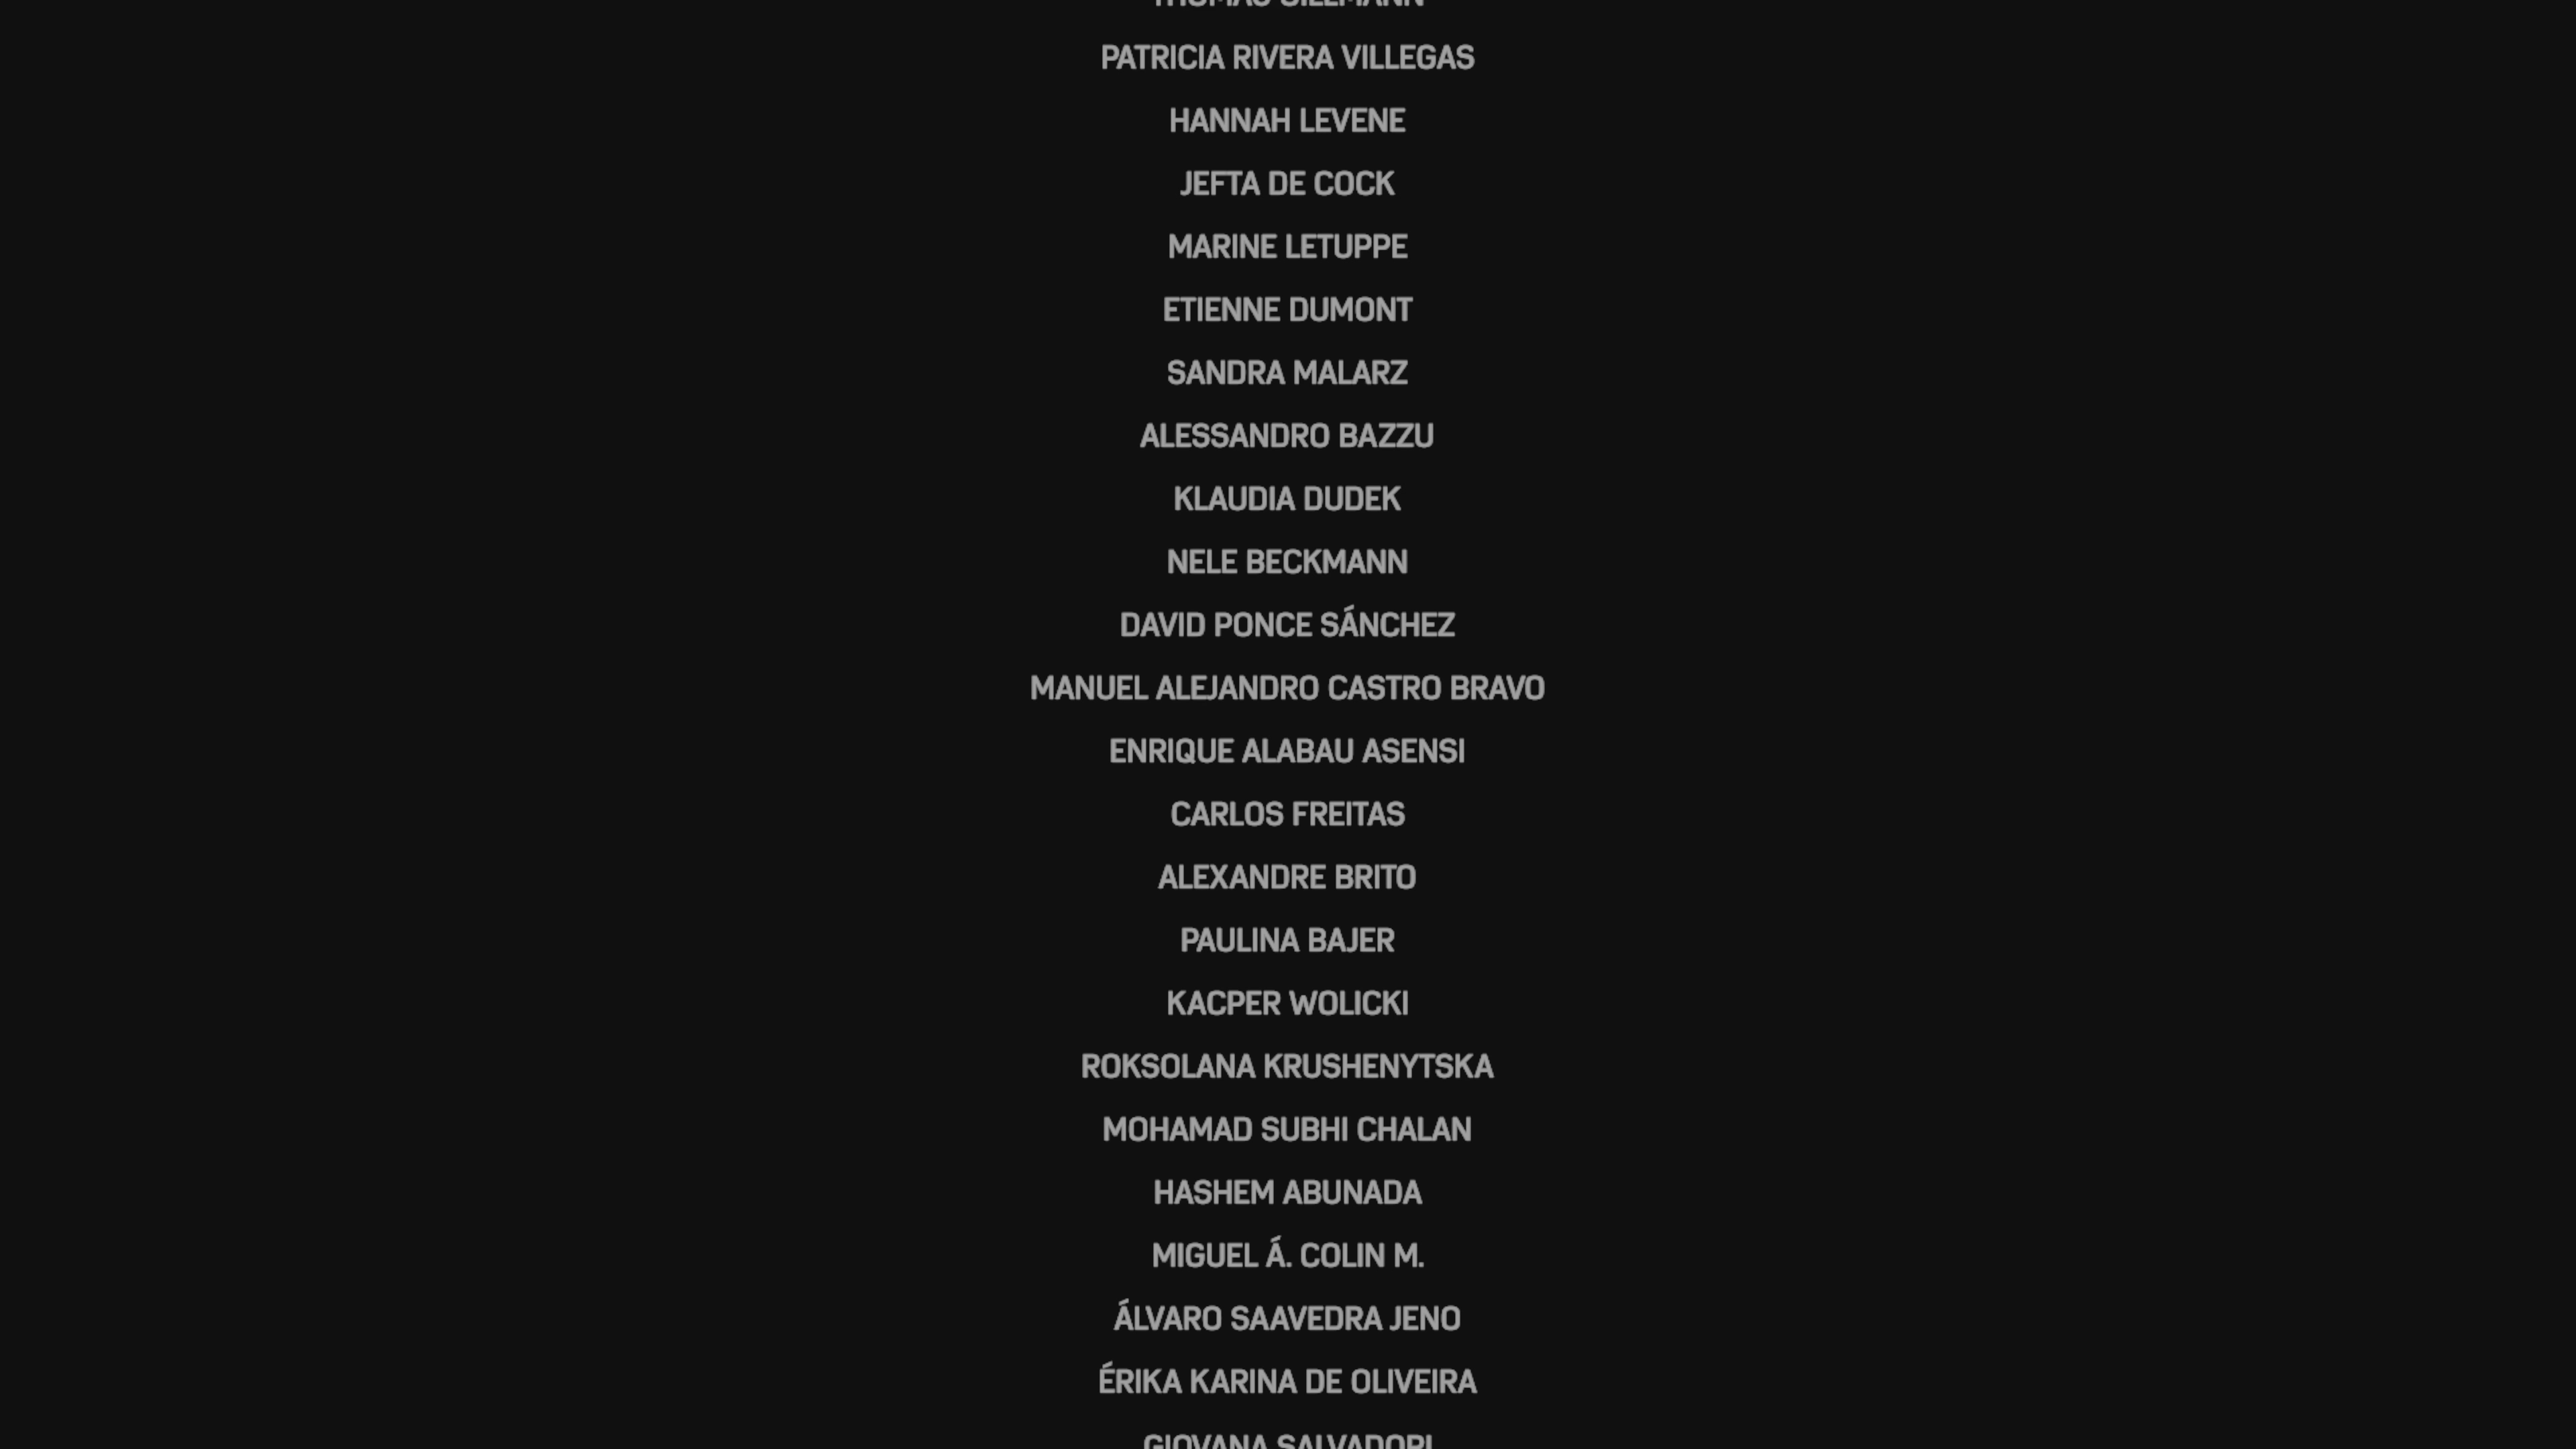 PATRICIA RIVERA VILLEGAS
HANNAH LEVENE
JEFTA DE COCK
MARINE LETUPPE
ETIENNE DUMONT
SANDRA MALARZ
ALESSANDRO BAZZU
KLAUDIA DUDEK
NELE BECKMANN
DAVID PONCE SÁNCHEZ
MANUEL ALEJANDRO CASTRO BRAVO
ENRIQUE ALABAU ASENSI
CARLOS FREITAS
ALEXANDRE BRITO
PAULINA BAJER
KACPER WOLICKI
ROKSOLANA KRUSHENYTSKA
MOHAMAD SUBHI CHALAN
HASHEM ABUNADA
MIGUEL Á. COLIN M.
ÁLVARO SAAVEDRA JENO
ÉRIKA KARINA DE OLIVEIRA
GIOVANA SALVADORI